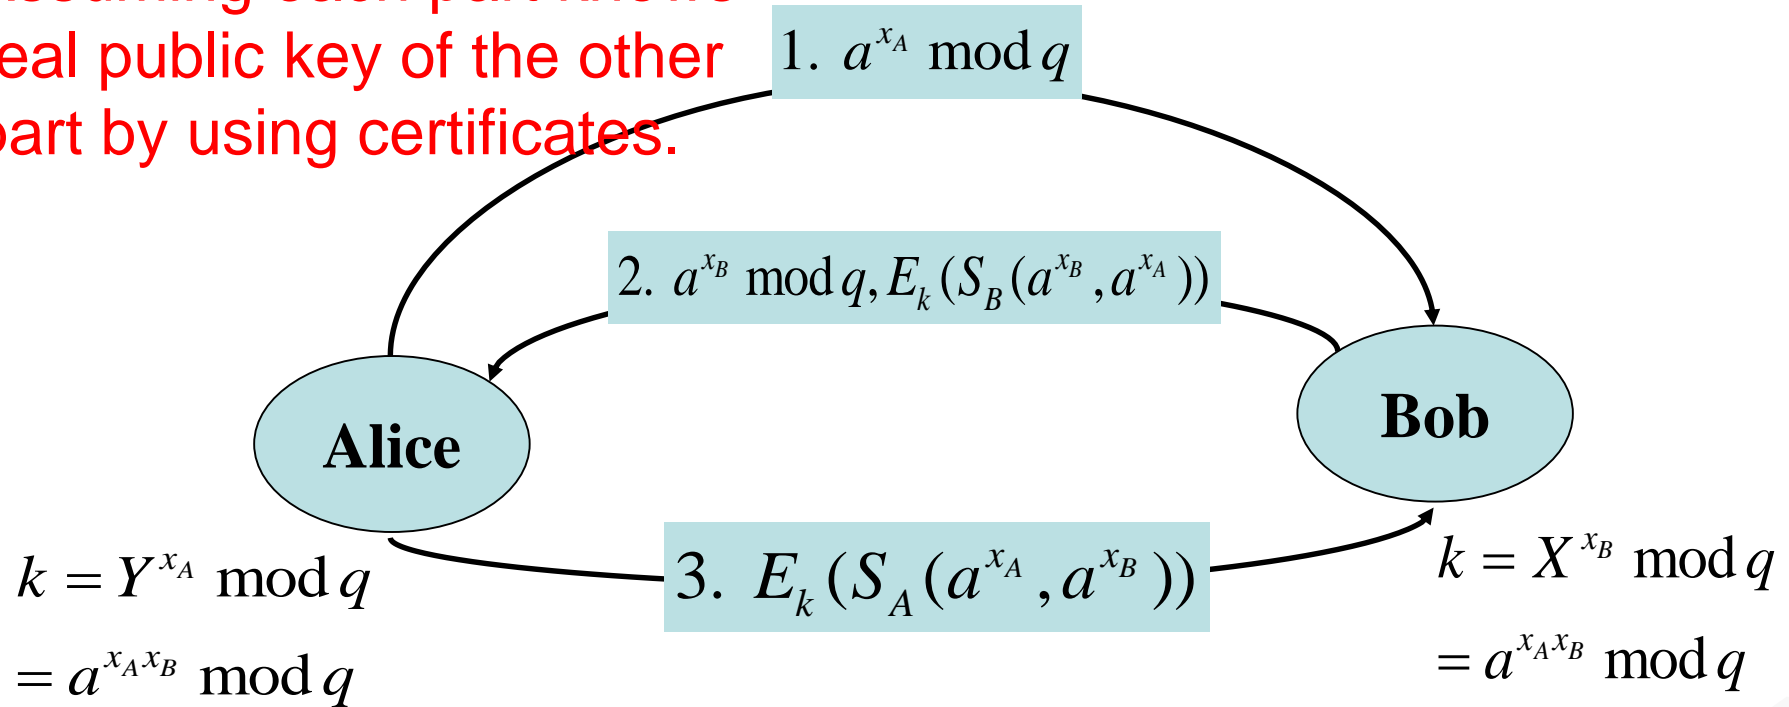 eal public key of the other
part by using certificates.
1. a^{x_A} mod q
2. a^{x_B} mod q, E_k(S_B(a^{x_B}, a^{x_A}))
Alice
Bob
3. E_k(S_A(a^{x_A}, a^{x_B}))
k = Y^{x_A} mod q
= a^{x_A x_B} mod q
k = X^{x_B} mod q
= a^{x_A x_B} mod q